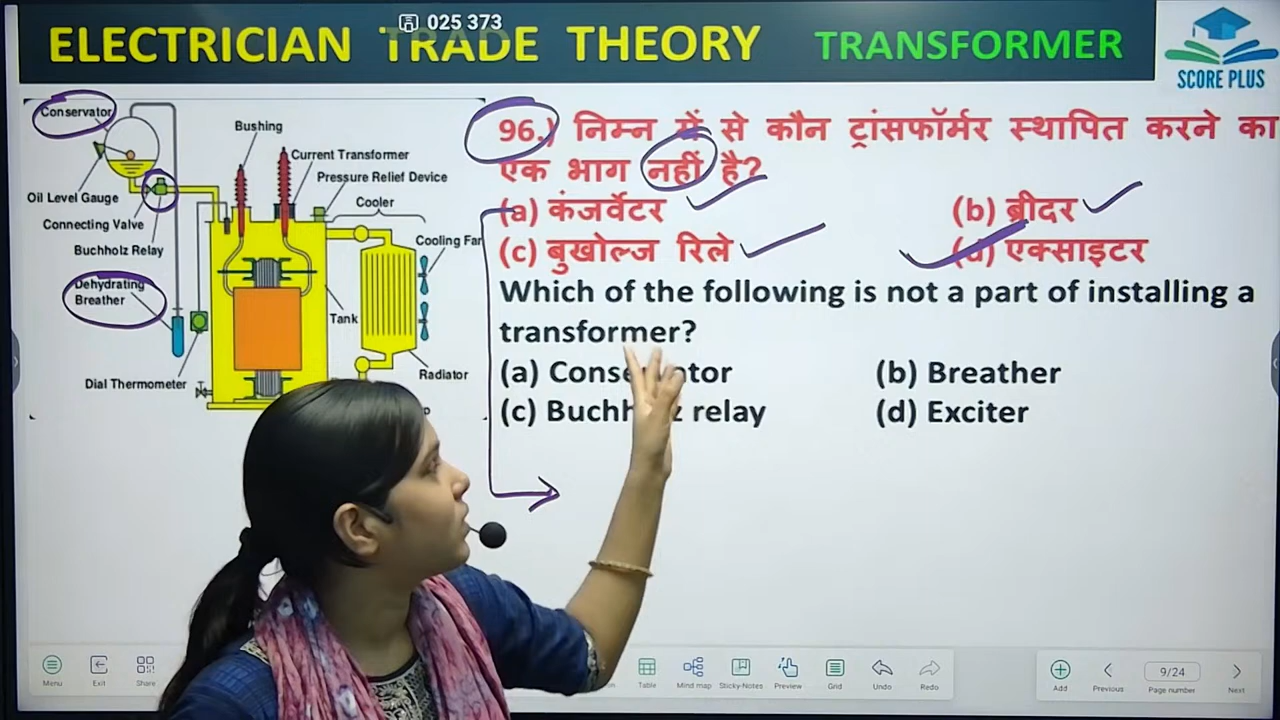 025 373
ELECTRICIAN TRADE THEORY TRANSFORMER
SCORE PLUS
Conservator
Bushing
Current Transformer
Pressure Relief Device
Cooler
Oil Level Gauge
Connecting Valve
Cooling Fan
Buchholz Relay
Dehydrating
Breather
Tank
Dial Thermometer
Radiator
96.) निम्न में से कौन ट्रांसफॉर्मर स्थापित करने का
एक भाग नहीं है?
(a) कंजर्वेटर (b) ब्रीदर
(c) बुखोल्ज रिले (d) एक्साइटर
Which of the following is not a part of installing a
transformer?
(a) Conservator (b) Breather
(c) Buchholz relay (d) Exciter
Menu Exit Share Table Mind map Sticky-Notes Preview Grid Undo Redo Add Previous 9/24 Page number Next